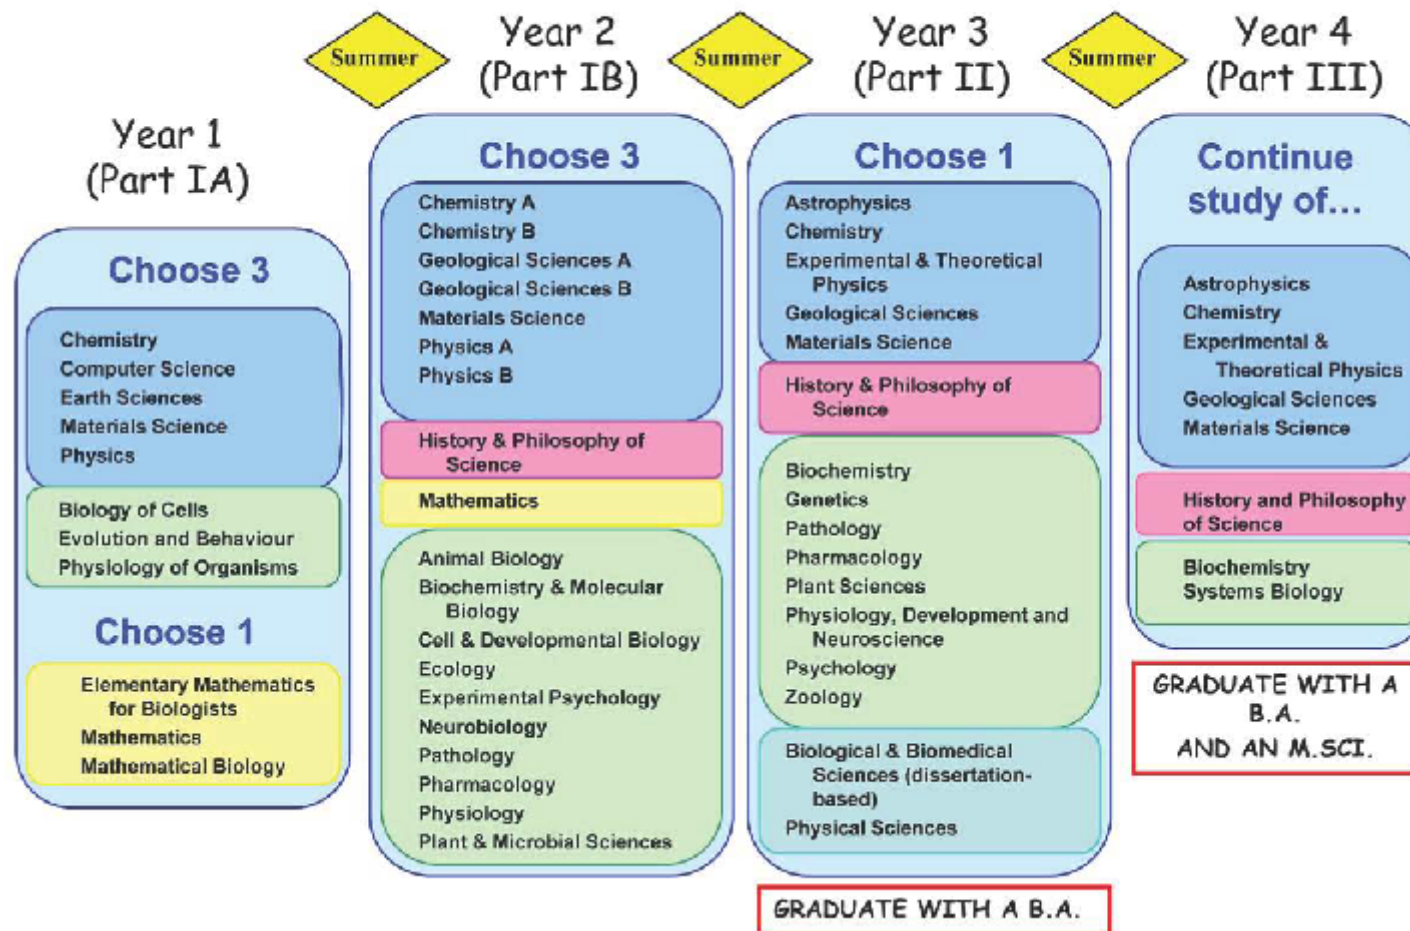 Year 1
(Part IA)
Choose 3
Chemistry
Computer Science
Earth Sciences
Materials Science
Physics
Biology of Cells
Evolution and Behaviour
Physiology of Organisms
Choose 1
Elementary Mathematics
for Biologists
Mathematics
Mathematical Biology
Summer
Year 2
(Part IB)
Choose 3
Chemistry A
Chemistry B
Geological Sciences A
Geological Sciences B
Materials Science
Physics A
Physics B
History & Philosophy of
Science
Mathematics
Animal Biology
Biochemistry & Molecular
Biology
Cell & Developmental Biology
Ecology
Experimental Psychology
Neurobiology
Pathology
Pharmacology
Physiology
Plant & Microbial Sciences
Summer
Year 3
(Part II)
Choose 1
Astrophysics
Chemistry
Experimental & Theoretical
Physics
Geological Sciences
Materials Science
History & Philosophy of
Science
Biochemistry
Genetics
Pathology
Pharmacology
Plant Sciences
Physiology, Development and
Neuroscience
Psychology
Zoology
Biological & Biomedical
Sciences (dissertation-
based)
Physical Sciences
GRADUATE WITH A B.A.
Summer
Year 4
(Part III)
Continue
study of...
Astrophysics
Chemistry
Experimental &
Theoretical Physics
Geological Sciences
Materials Science
History and Philosophy
of Science
Biochemistry
Systems Biology
GRADUATE WITH A
B.A.
AND AN M.SCI.